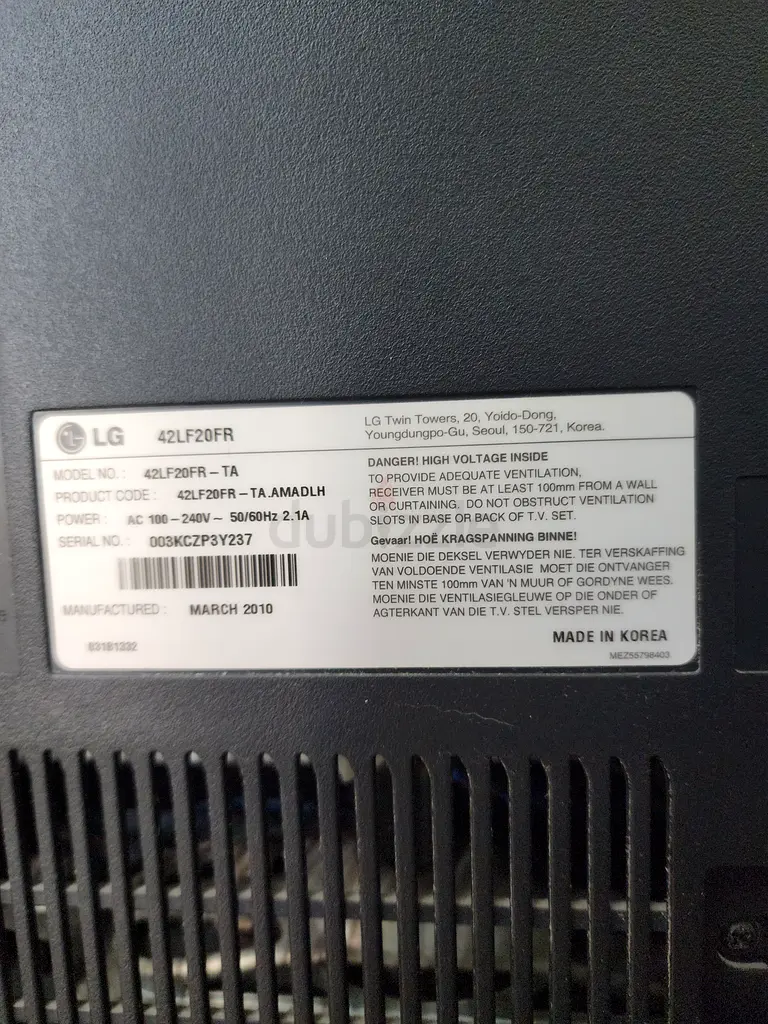 LG 42LF20FR
LG Twin Towers, 20, Yoido-Dong,
Youngdungpo-Gu, Seoul, 150-721, Korea.
MODEL NO. : 42LF20FR-TA
PRODUCT CODE : 42LF20FR-TA.AMADLH
POWER : AC 100-240V~ 50/60Hz 2.1A
SERIAL NO. : 003KCZP3Y237
MANUFACTURED : MARCH 2010
031B1332
DANGER! HIGH VOLTAGE INSIDE
TO PROVIDE ADEQUATE VENTILATION,
RECEIVER MUST BE AT LEAST 100mm FROM A WALL
OR CURTAINING. DO NOT OBSTRUCT VENTILATION
SLOTS IN BASE OR BACK OF T.V. SET.
Gevaar! HOË KRAGSPANNING BINNE!
MOENIE DIE DEKSEL VERWYDER NIE. TER VERSKAFFING
VAN VOLDOENDE VENTILASIE MOET DIE ONTVANGER
TEN MINSTE 100mm VAN 'N MUUR OF GORDYNE WEES.
MOENIE DIE VENTILASIEGLEUWE OP DIE ONDER OF
AGTERKANT VAN DIE T.V. STEL VERSPER NIE.
MADE IN KOREA
MEZ55798403
dubizzle